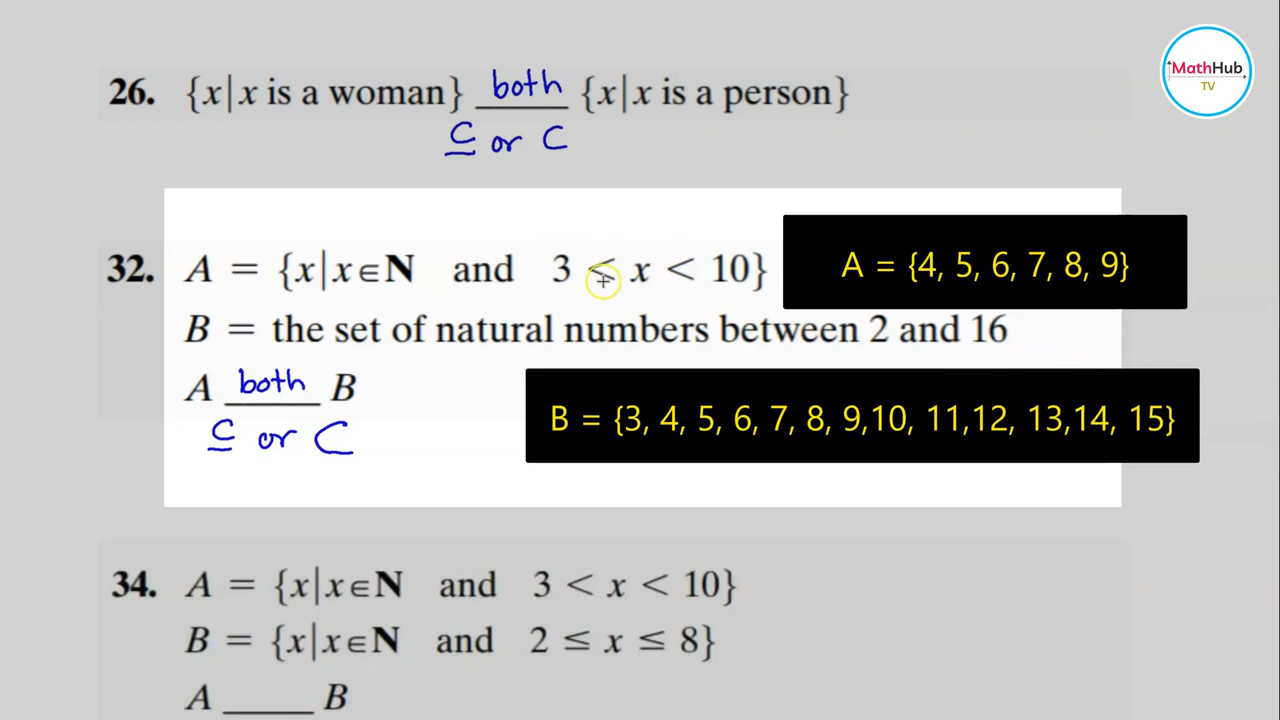 MathHub
TV
26. {x|x is a woman} both {x|x is a person}
⊆ or ⊂
32. A = {x|x∈N and 3 < x < 10}
A = {4, 5, 6, 7, 8, 9}
B = the set of natural numbers between 2 and 16
A both B
B = {3, 4, 5, 6, 7, 8, 9,10, 11,12, 13,14, 15}
⊆ or ⊂
34. A = {x|x∈N and 3 < x < 10}
B = {x|x∈N and 2 ≤ x ≤ 8}
A ____ B